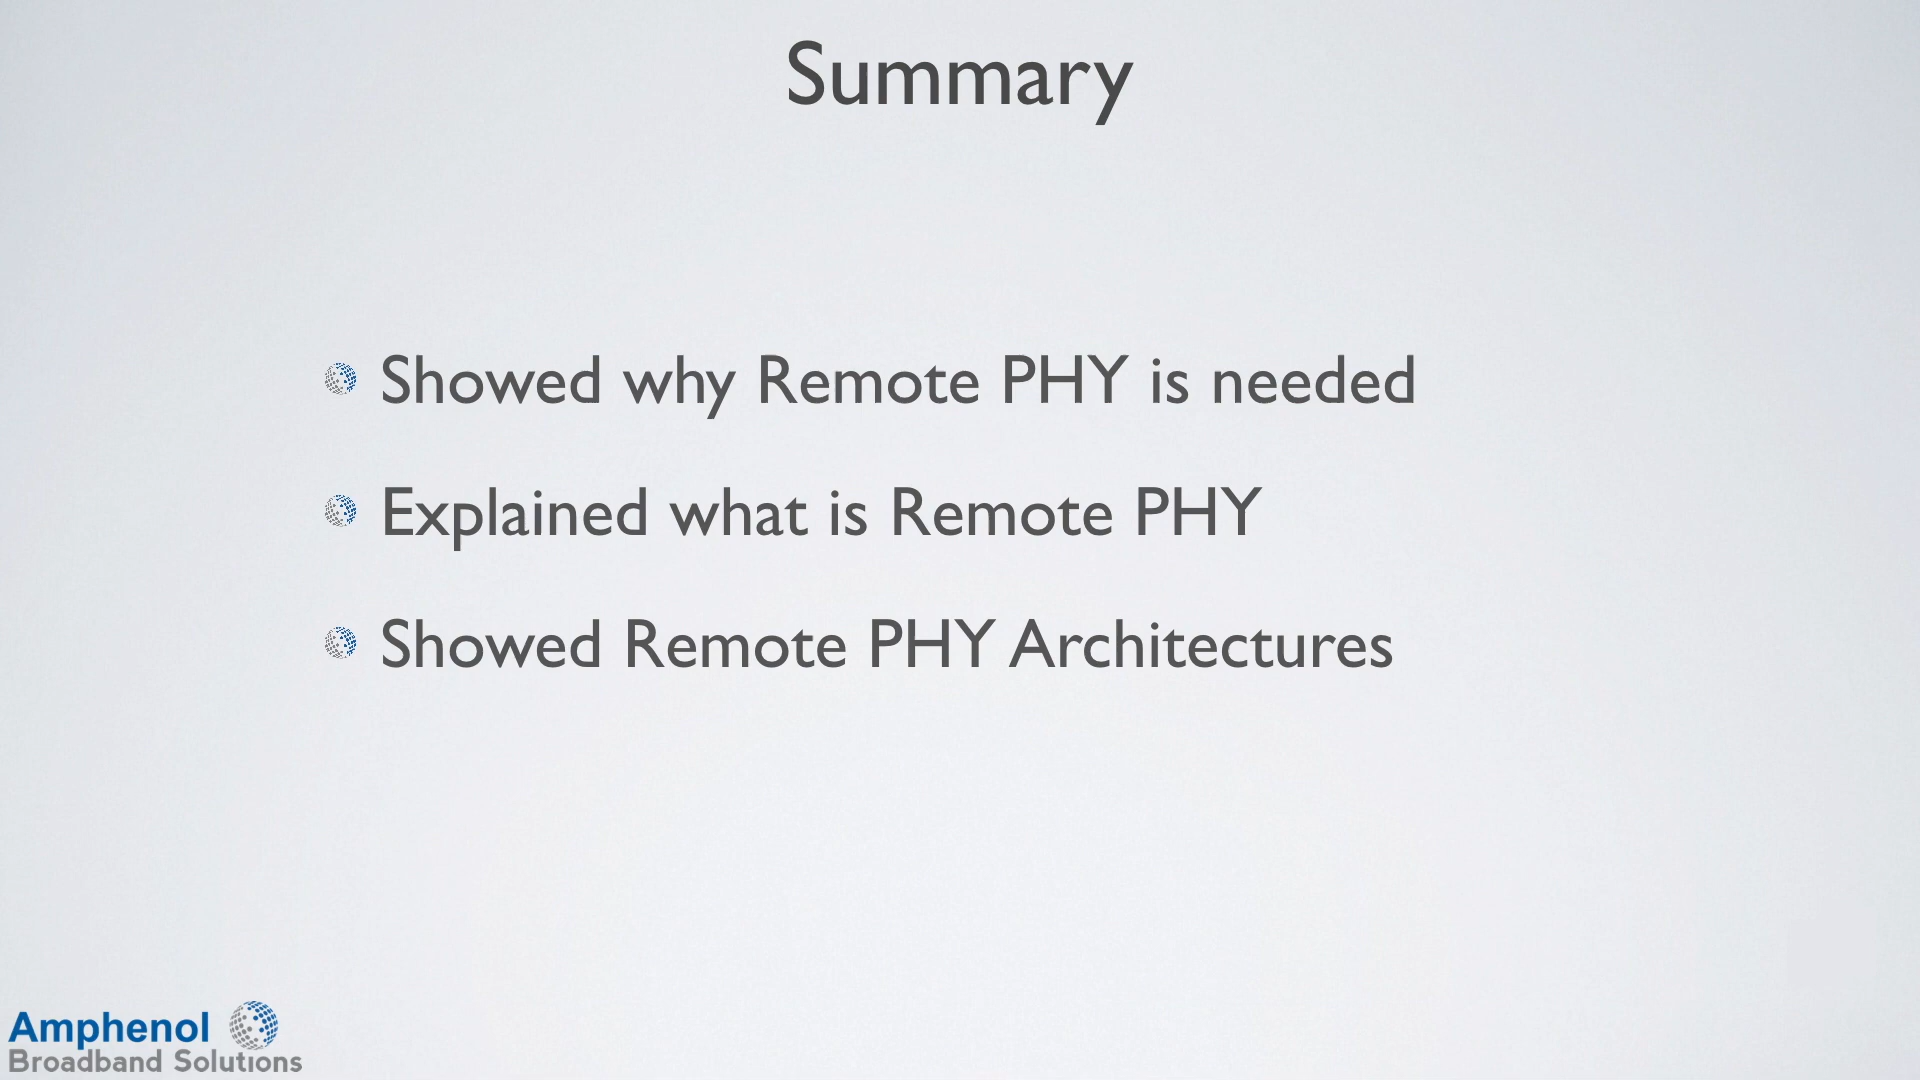 Summary
Showed why Remote PHY is needed
Explained what is Remote PHY
Showed Remote PHY Architectures
Amphenol
Broadband Solutions